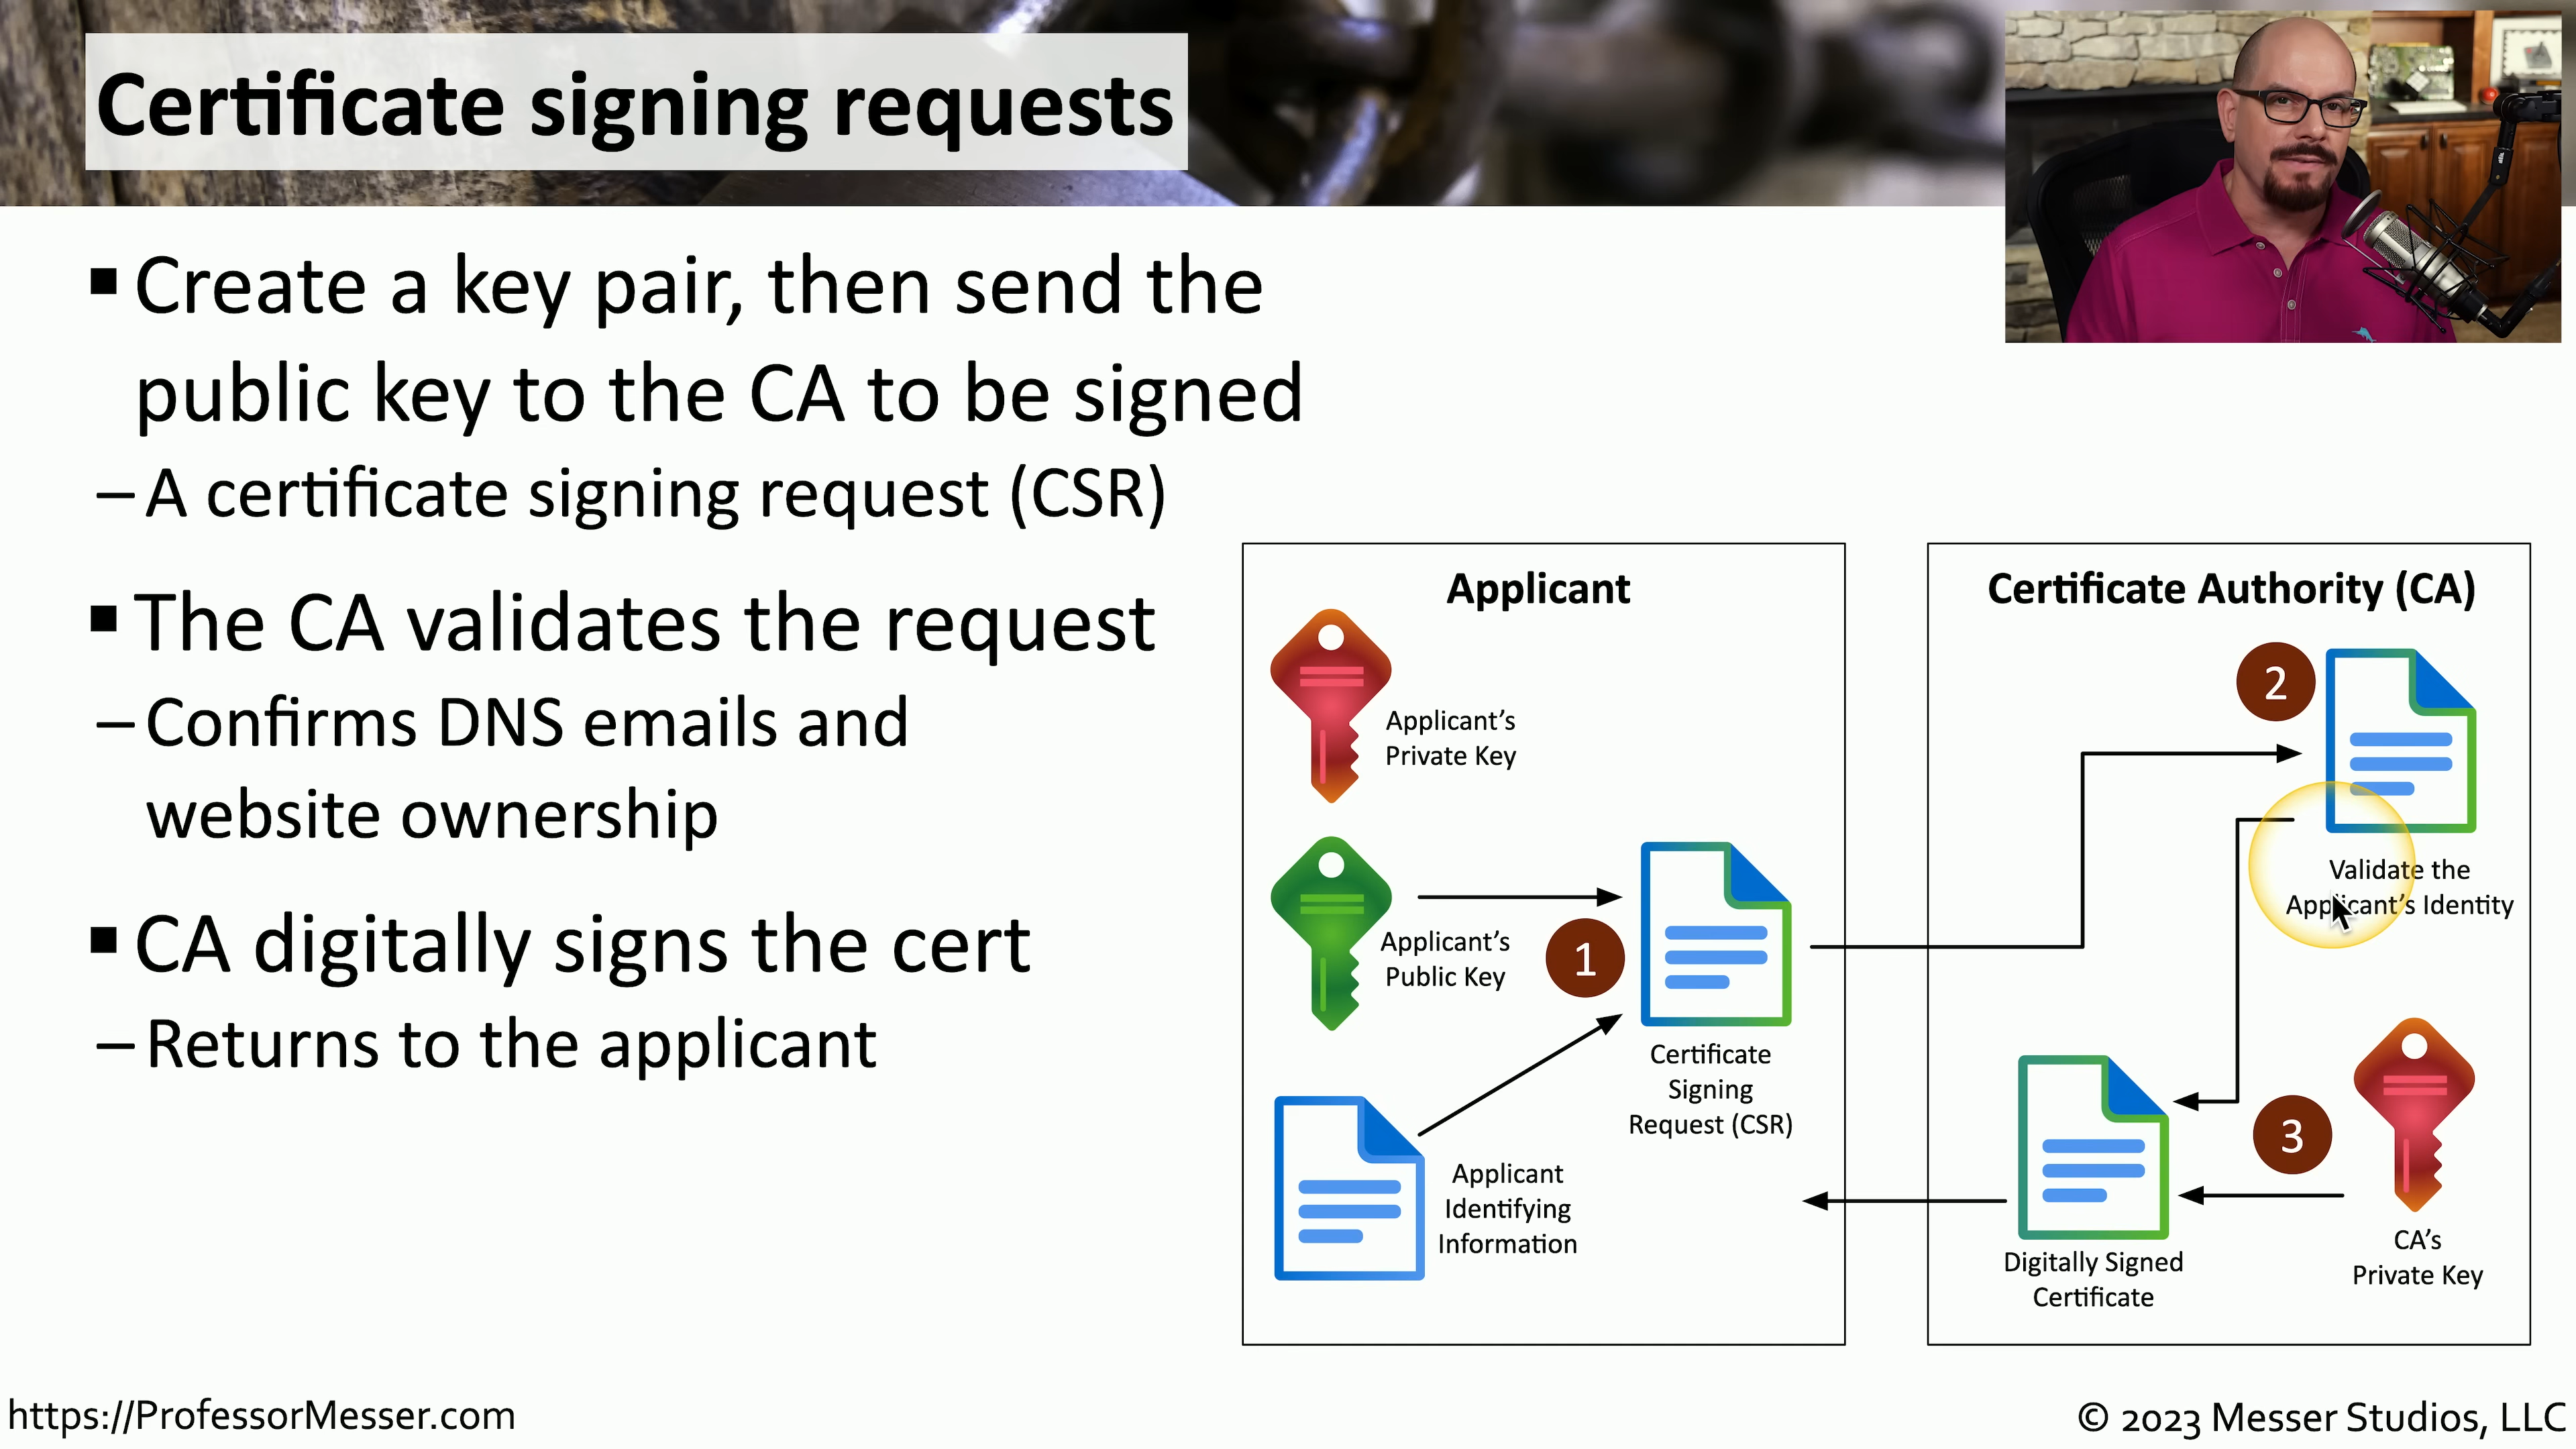 Certificate signing requests
▪ Create a key pair, then send the
public key to the CA to be signed
– A certificate signing request (CSR)
▪ The CA validates the request
– Confirms DNS emails and
website ownership
▪ CA digitally signs the cert
– Returns to the applicant
Applicant
Applicant's
Private Key
Applicant's
Public Key
1
Certificate
Signing
Request (CSR)
Applicant
Identifying
Information
Certificate Authority (CA)
2
Validate the
Applicant's Identity
3
Digitally Signed
Certificate
CA's
Private Key
https://ProfessorMesser.com
© 2023 Messer Studios, LLC